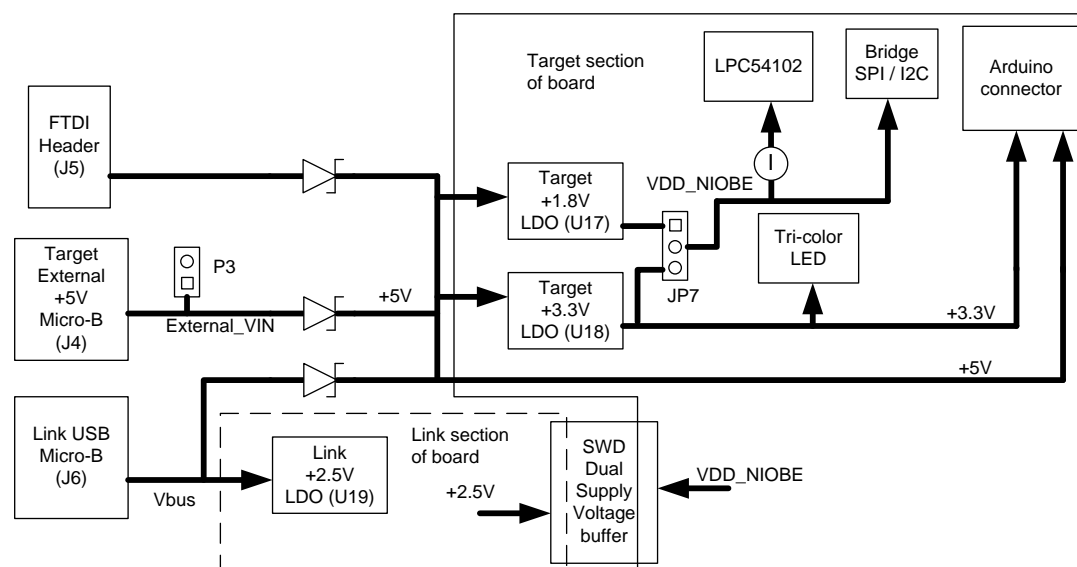 Target section
of board
LPC54102
Bridge
SPI / I2C
Arduino
connector
FTDI
Header
(J5)
I
Target
+1.8V
LDO (U17)
VDD_NIOBE
Target
External
+5V
Micro-B
(J4)
P3
Tri-color
LED
JP7
+5V
External_VIN
Target
+3.3V
LDO (U18)
+3.3V
+5V
Link USB
Micro-B
(J6)
Vbus
Link
+2.5V
LDO (U19)
Link section
of board
+2.5V
SWD
Dual
Supply
Voltage
buffer
VDD_NIOBE